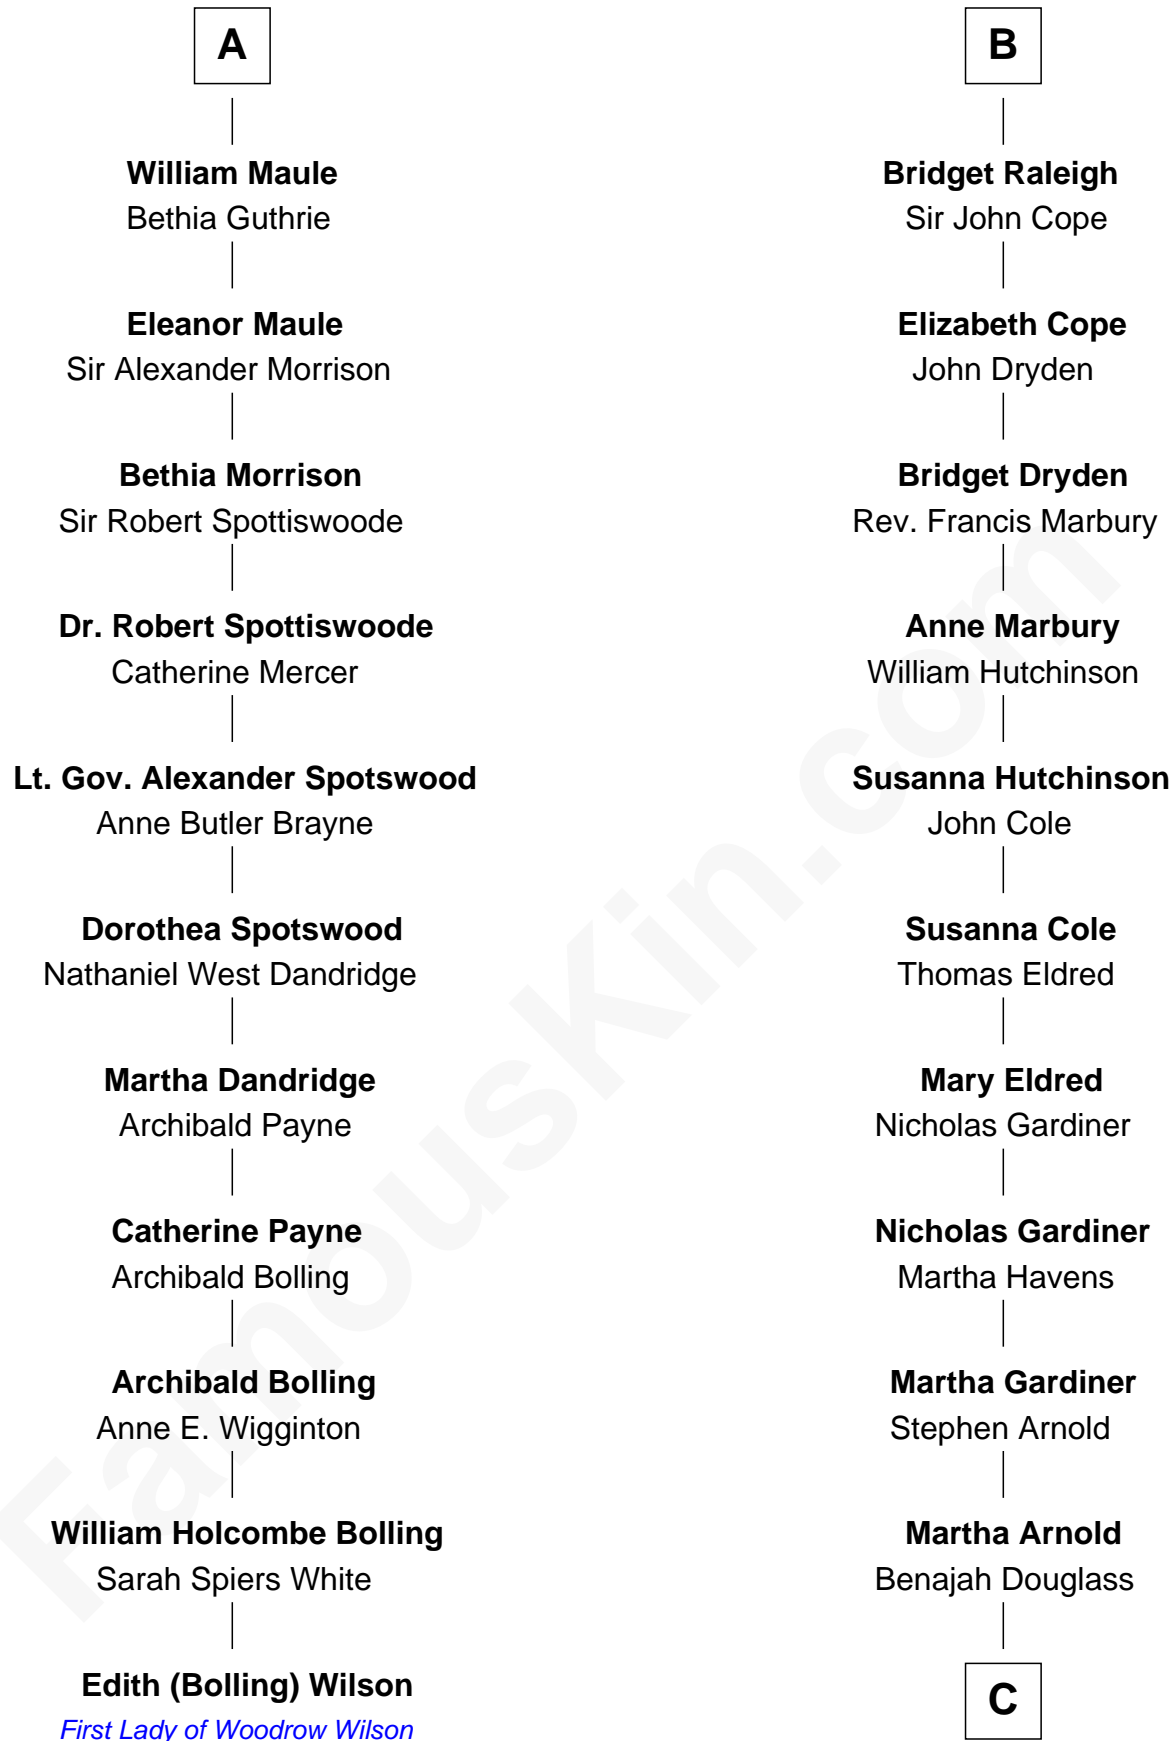 A
William Maule
Bethia Guthrie
Eleanor Maule
Sir Alexander Morrison
Bethia Morrison
Sir Robert Spottiswoode
Dr. Robert Spottiswoode
Catherine Mercer
Lt. Gov. Alexander Spotswood
Anne Butler Brayne
Dorothea Spotswood
Nathaniel West Dandridge
Martha Dandridge
Archibald Payne
Catherine Payne
Archibald Bolling
Archibald Bolling
Anne E. Wigginton
William Holcombe Bolling
Sarah Spiers White
Edith (Bolling) Wilson
First Lady of Woodrow Wilson
B
Bridget Raleigh
Sir John Cope
Elizabeth Cope
John Dryden
Bridget Dryden
Rev. Francis Marbury
Anne Marbury
William Hutchinson
Susanna Hutchinson
John Cole
Susanna Cole
Thomas Eldred
Mary Eldred
Nicholas Gardiner
Nicholas Gardiner
Martha Havens
Martha Gardiner
Stephen Arnold
Martha Arnold
Benajah Douglass
C
FamousKin.com